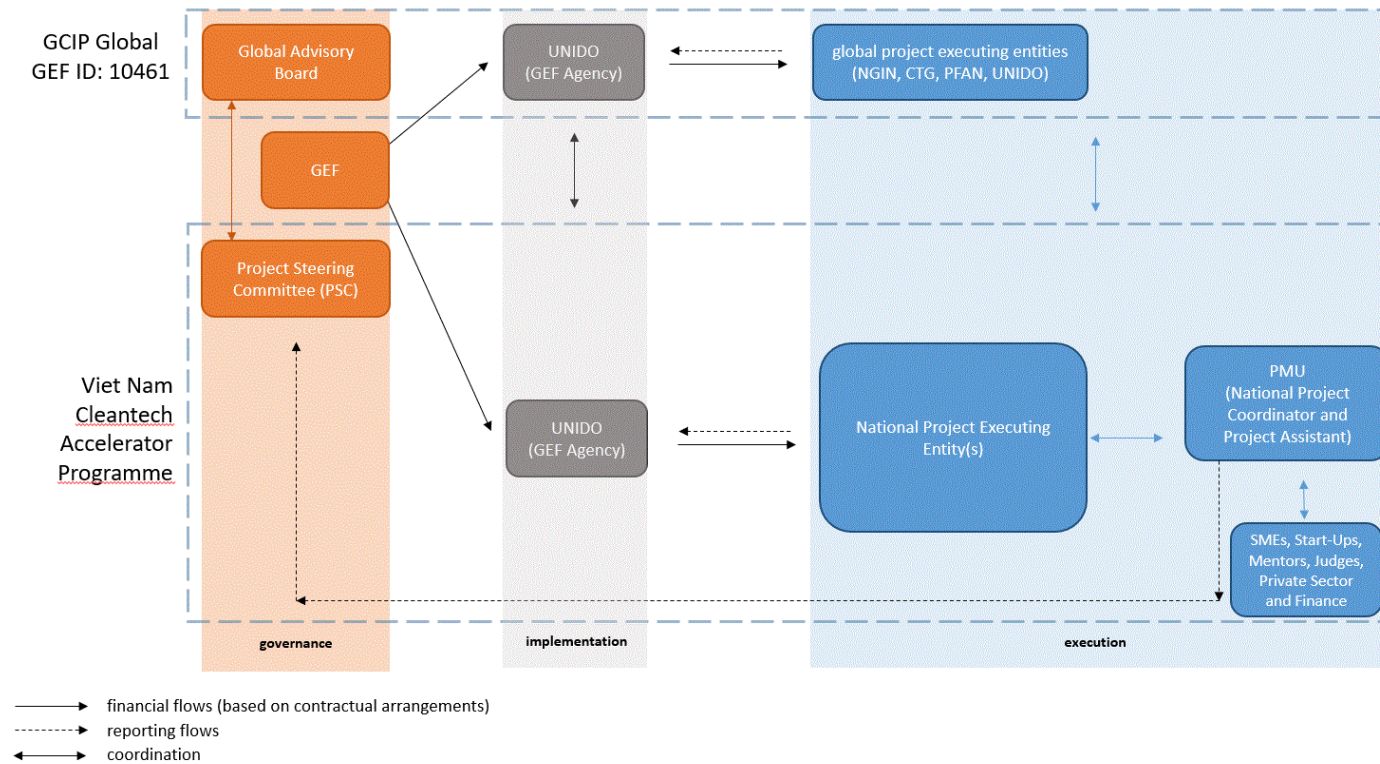 GCIP Global
GEF ID: 10461
Global Advisory
Board
UNIDO
(GEF Agency)
global project executing entities
(NGIN, CTG, PFAN, UNIDO)
GEF
Project Steering
Committee (PSC)
Viet Nam
Cleantech
Accelerator
Programme
UNIDO
(GEF Agency)
National Project Executing
Entity(s)
PMU
(National Project
Coordinator and
Project Assistant)
SMEs, Start-Ups,
Mentors, Judges,
Private Sector
and Finance
governance
implementation
execution
financial flows (based on contractual arrangements)
reporting flows
coordination